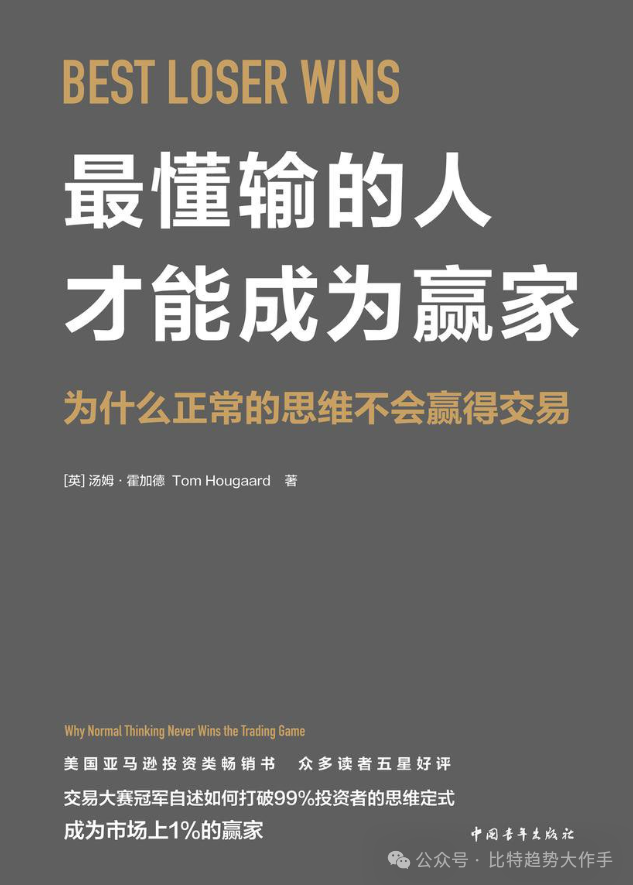 BEST LOSER WINS
最懂输的人
才能成为赢家
为什么正常的思维不会赢得交易
[英] 汤姆·霍加德 Tom Hougaard 著
Why Normal Thinking Never Wins the Trading Game
美国亚马逊投资类畅销书 众多读者五星好评
交易大赛冠军自述如何打破99%投资者的思维定式
成为市场上1%的赢家
中国青年出版社
公众号·比特趋势大作手